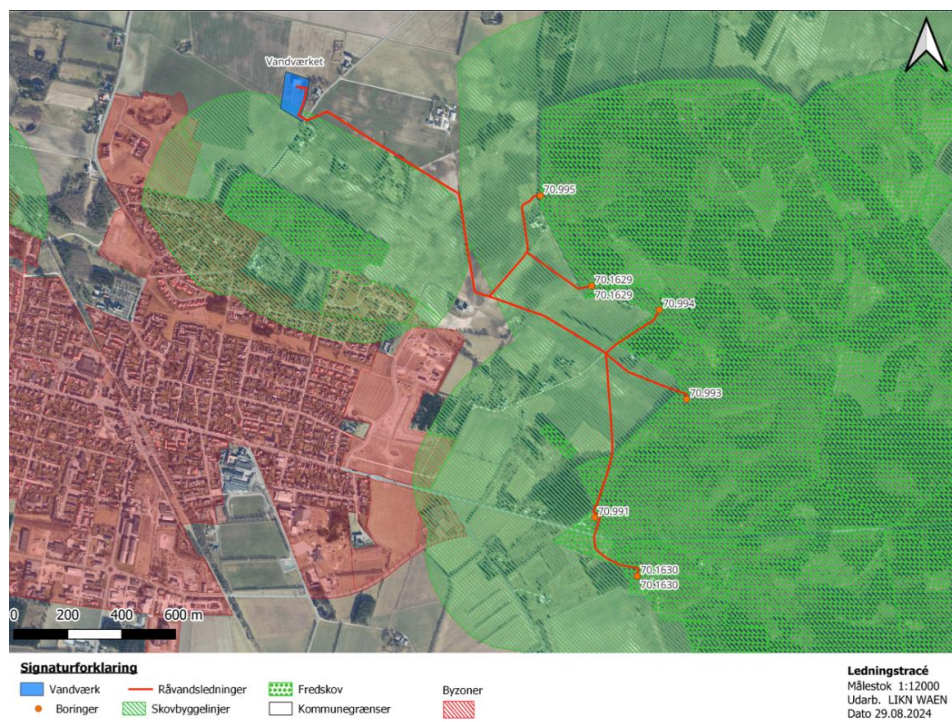 Vandværket
70.995
70.1629
70.1629
70.994
70.993
70.991
70.1630
70.1630
0 200 400 600 m
Signaturforklaring
Vandværk
Råvandsledninger
Fredskov
Byzoner
Boringer
Skovbyggelinjer
Kommunegrænser
Ledningstracé
Målestok 1:12000
Udarb. LIKN WAEN
Dato 29.08.2024